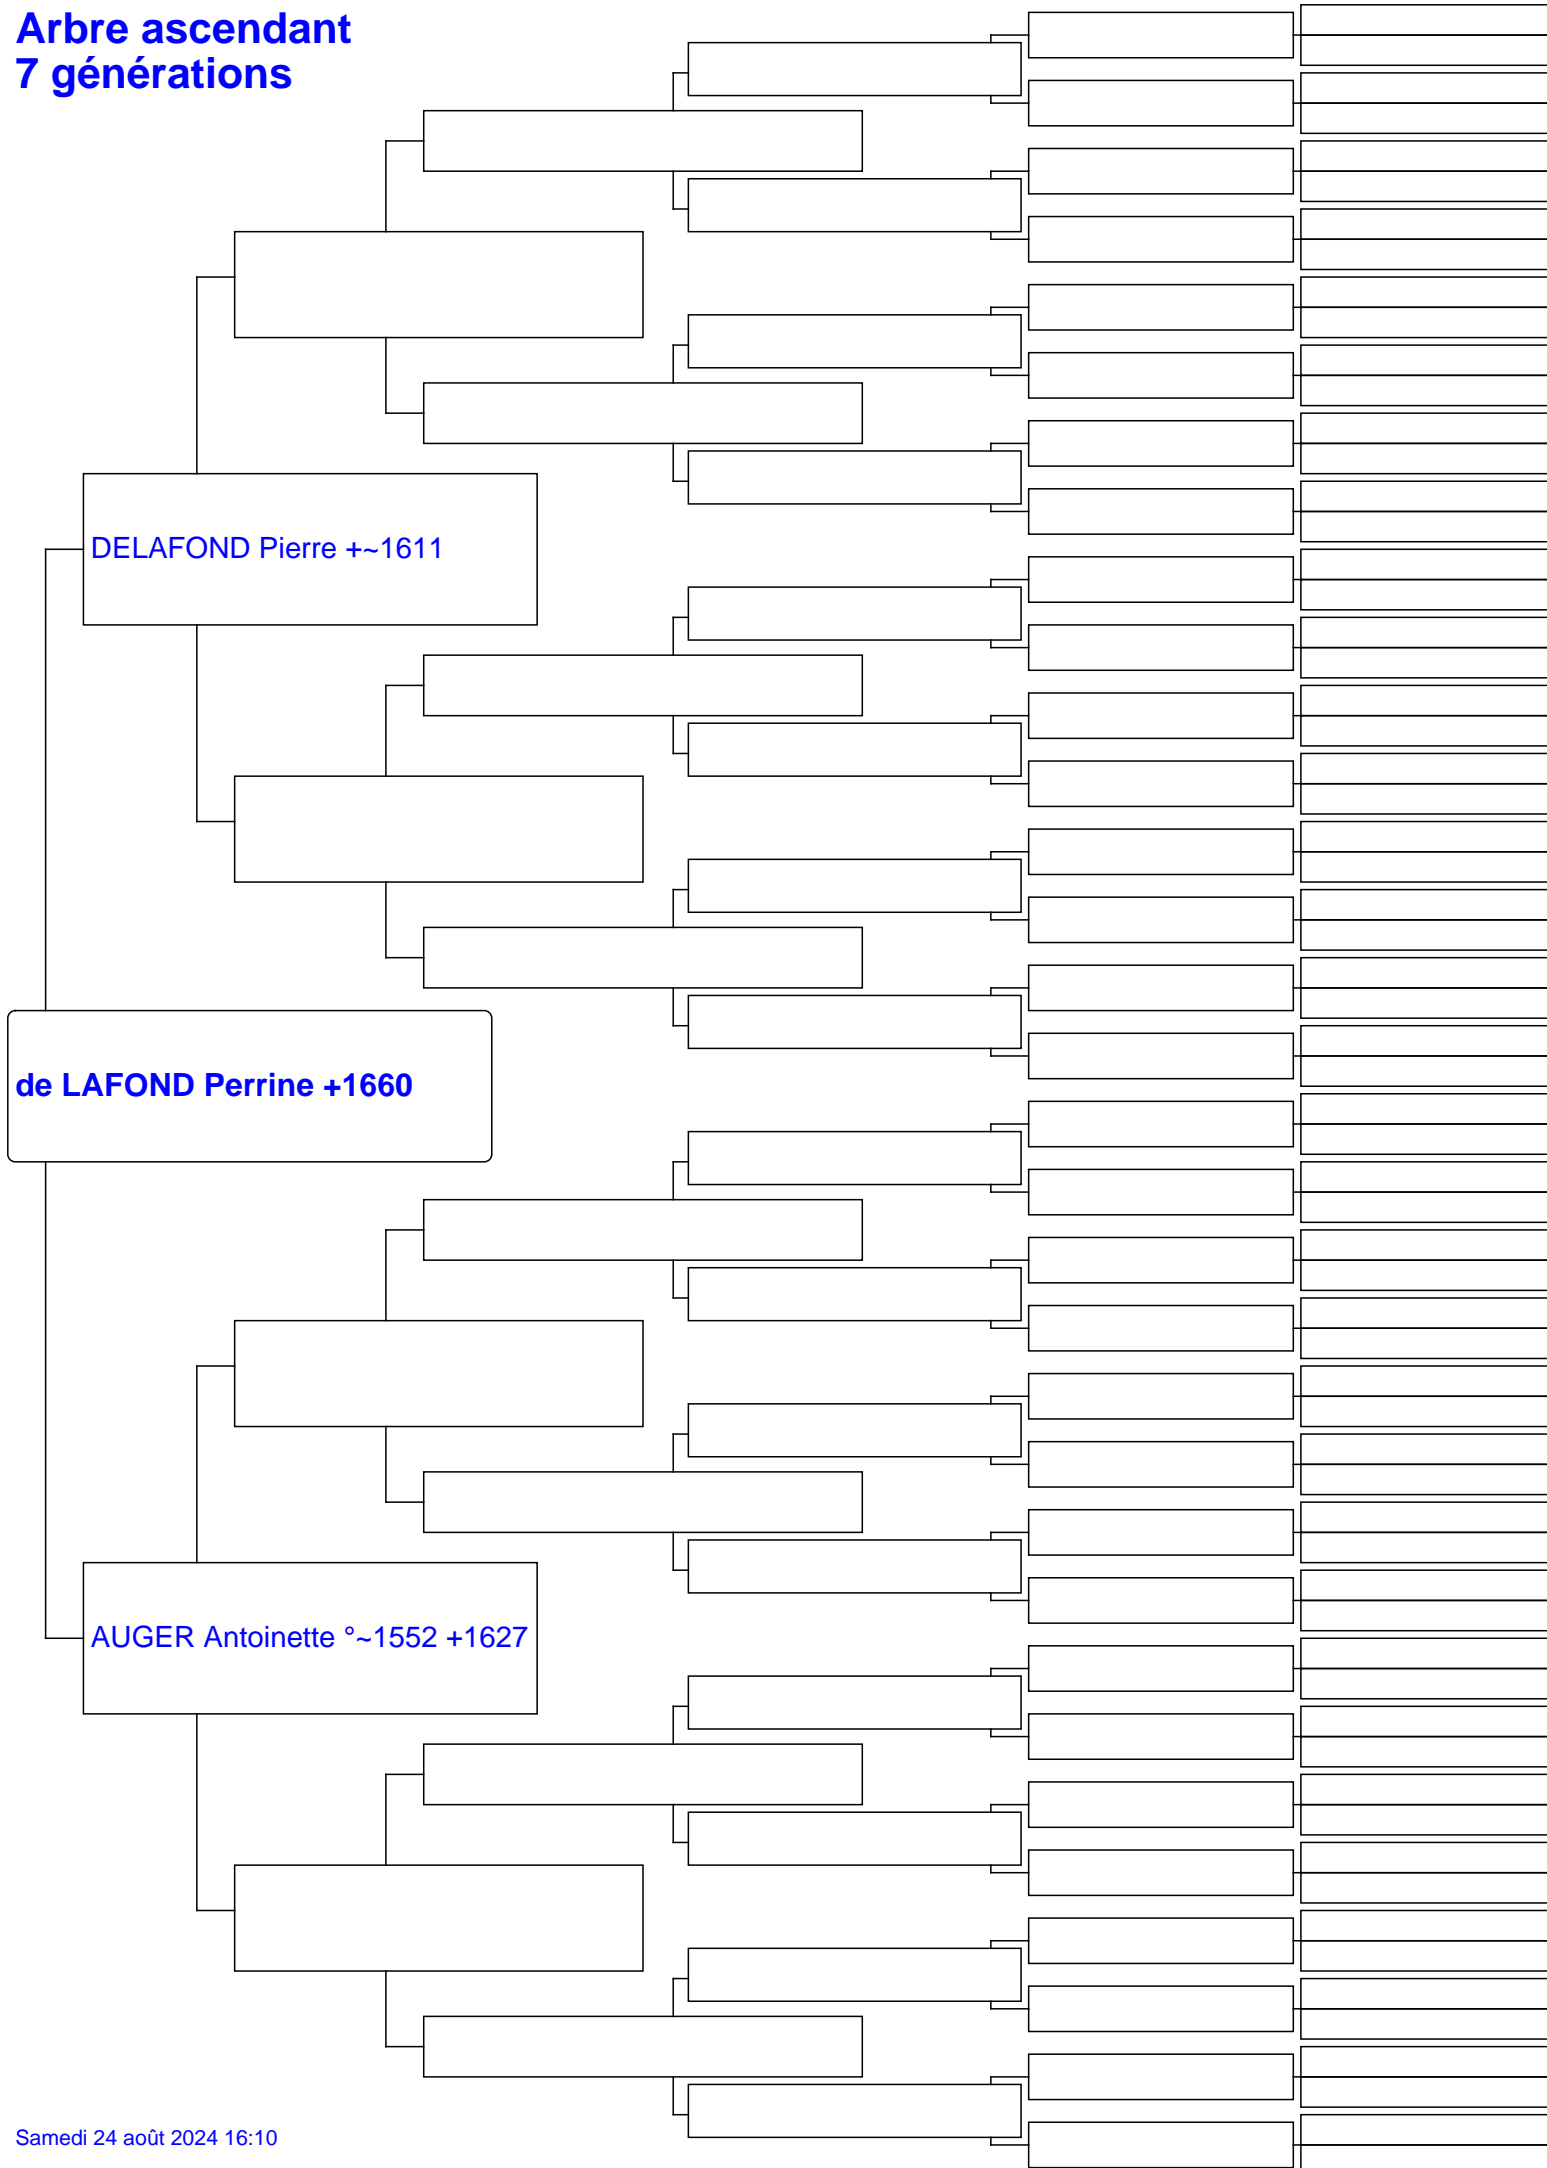 Arbre ascendant
7 générations
DELAFOND Pierre +~1611
de LAFOND Perrine +1660
AUGER Antoinette °~1552 +1627
Samedi 24 août 2024 16:10